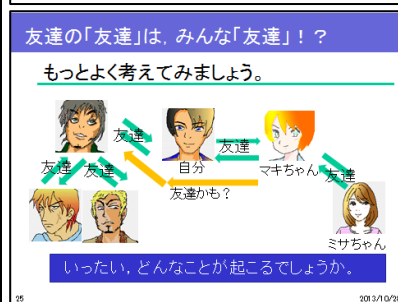 友達の「友達」は，みんな「友達」！？
もっとよく考えてみましょう。
友達
友達
自分
マキちゃん
友達
友達
友達
友達かも？
ミサちゃん
いったい，どんなことが起こるでしょうか。
25
2013/10/28